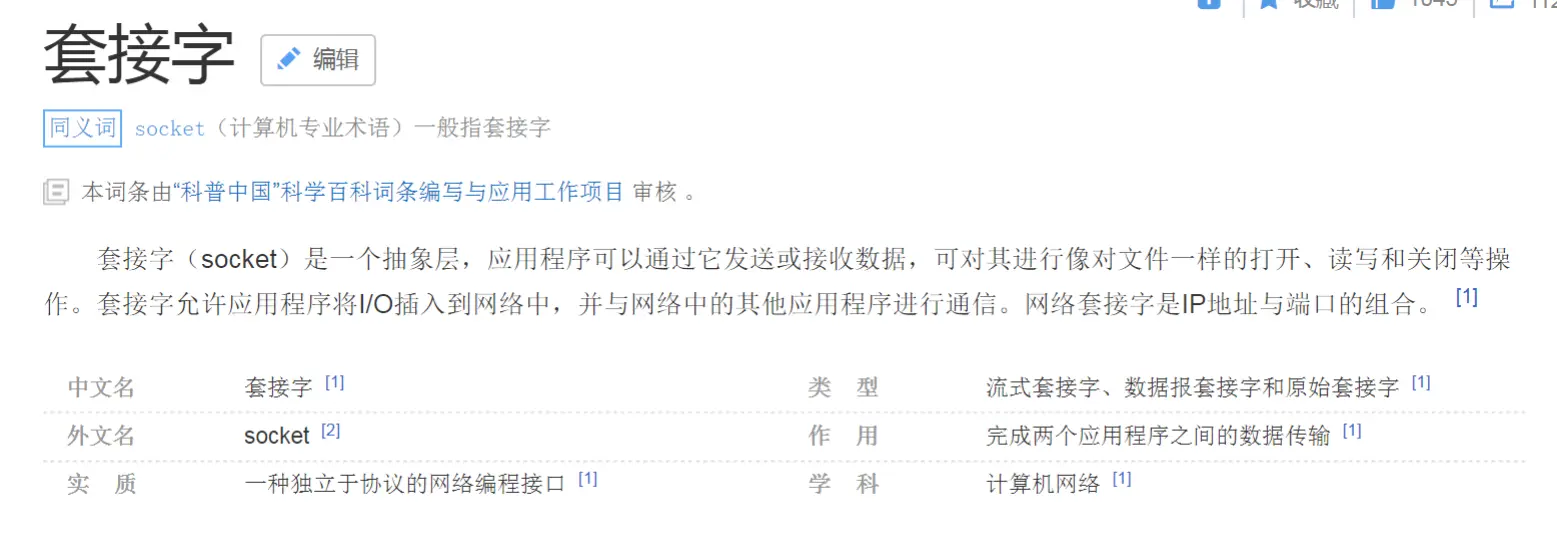 套接字 编辑
同义词 socket（计算机专业术语）一般指套接字
本词条由“科普中国”科学百科词条编写与应用工作项目 审核 。
套接字（socket）是一个抽象层，应用程序可以通过它发送或接收数据，可对其进行像对文件一样的打开、读写和关闭等操
作。套接字允许应用程序将I/O插入到网络中，并与网络中的其他应用程序进行通信。网络套接字是IP地址与端口的组合。 [1]
中文名 套接字 [1] 类 型 流式套接字、数据报套接字和原始套接字 [1]
外文名 socket [2] 作 用 完成两个应用程序之间的数据传输 [1]
实 质 一种独立于协议的网络编程接口 [1] 学 科 计算机网络 [1]